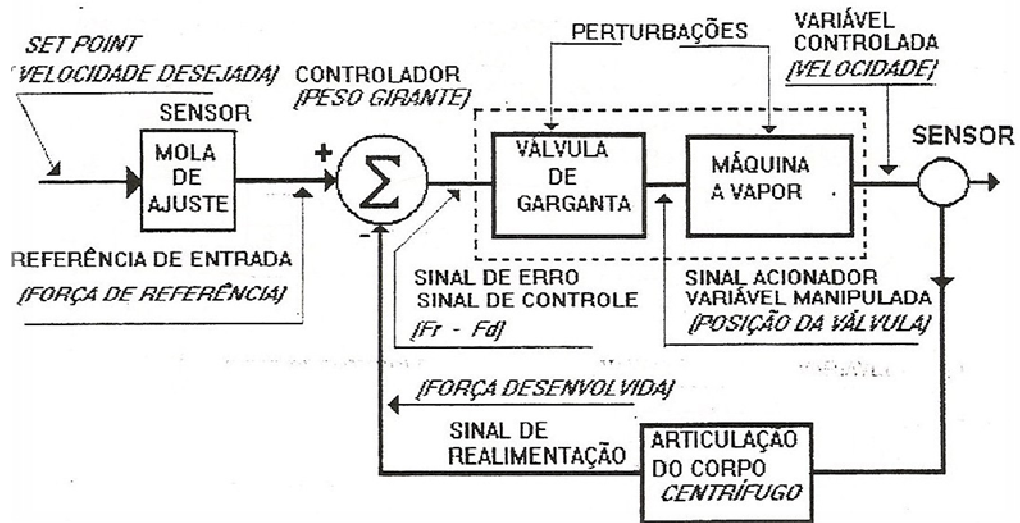 SET POINT
(VELOCIDADE DESEJADA)
SENSOR
MOLA
DE
AJUSTE
REFERÊNCIA DE ENTRADA
(FORÇA DE REFERÊNCIA)
CONTROLADOR
(PESO GIRANTE)
+
Σ
-
SINAL DE ERRO
SINAL DE CONTROLE
(Fr - Fd)
PERTURBAÇÕES
VÁLVULA
DE
GARGANTA
MÁQUINA
A VAPOR
VARIÁVEL
CONTROLADA
(VELOCIDADE)
SENSOR
SINAL ACIONADOR
VARIÁVEL MANIPULADA
(POSIÇÃO DA VÁLVULA)
(FORÇA DESENVOLVIDA)
SINAL DE
REALIMENTAÇÃO
ARTICULAÇAO
DO CORPO
CENTRÍFUGO